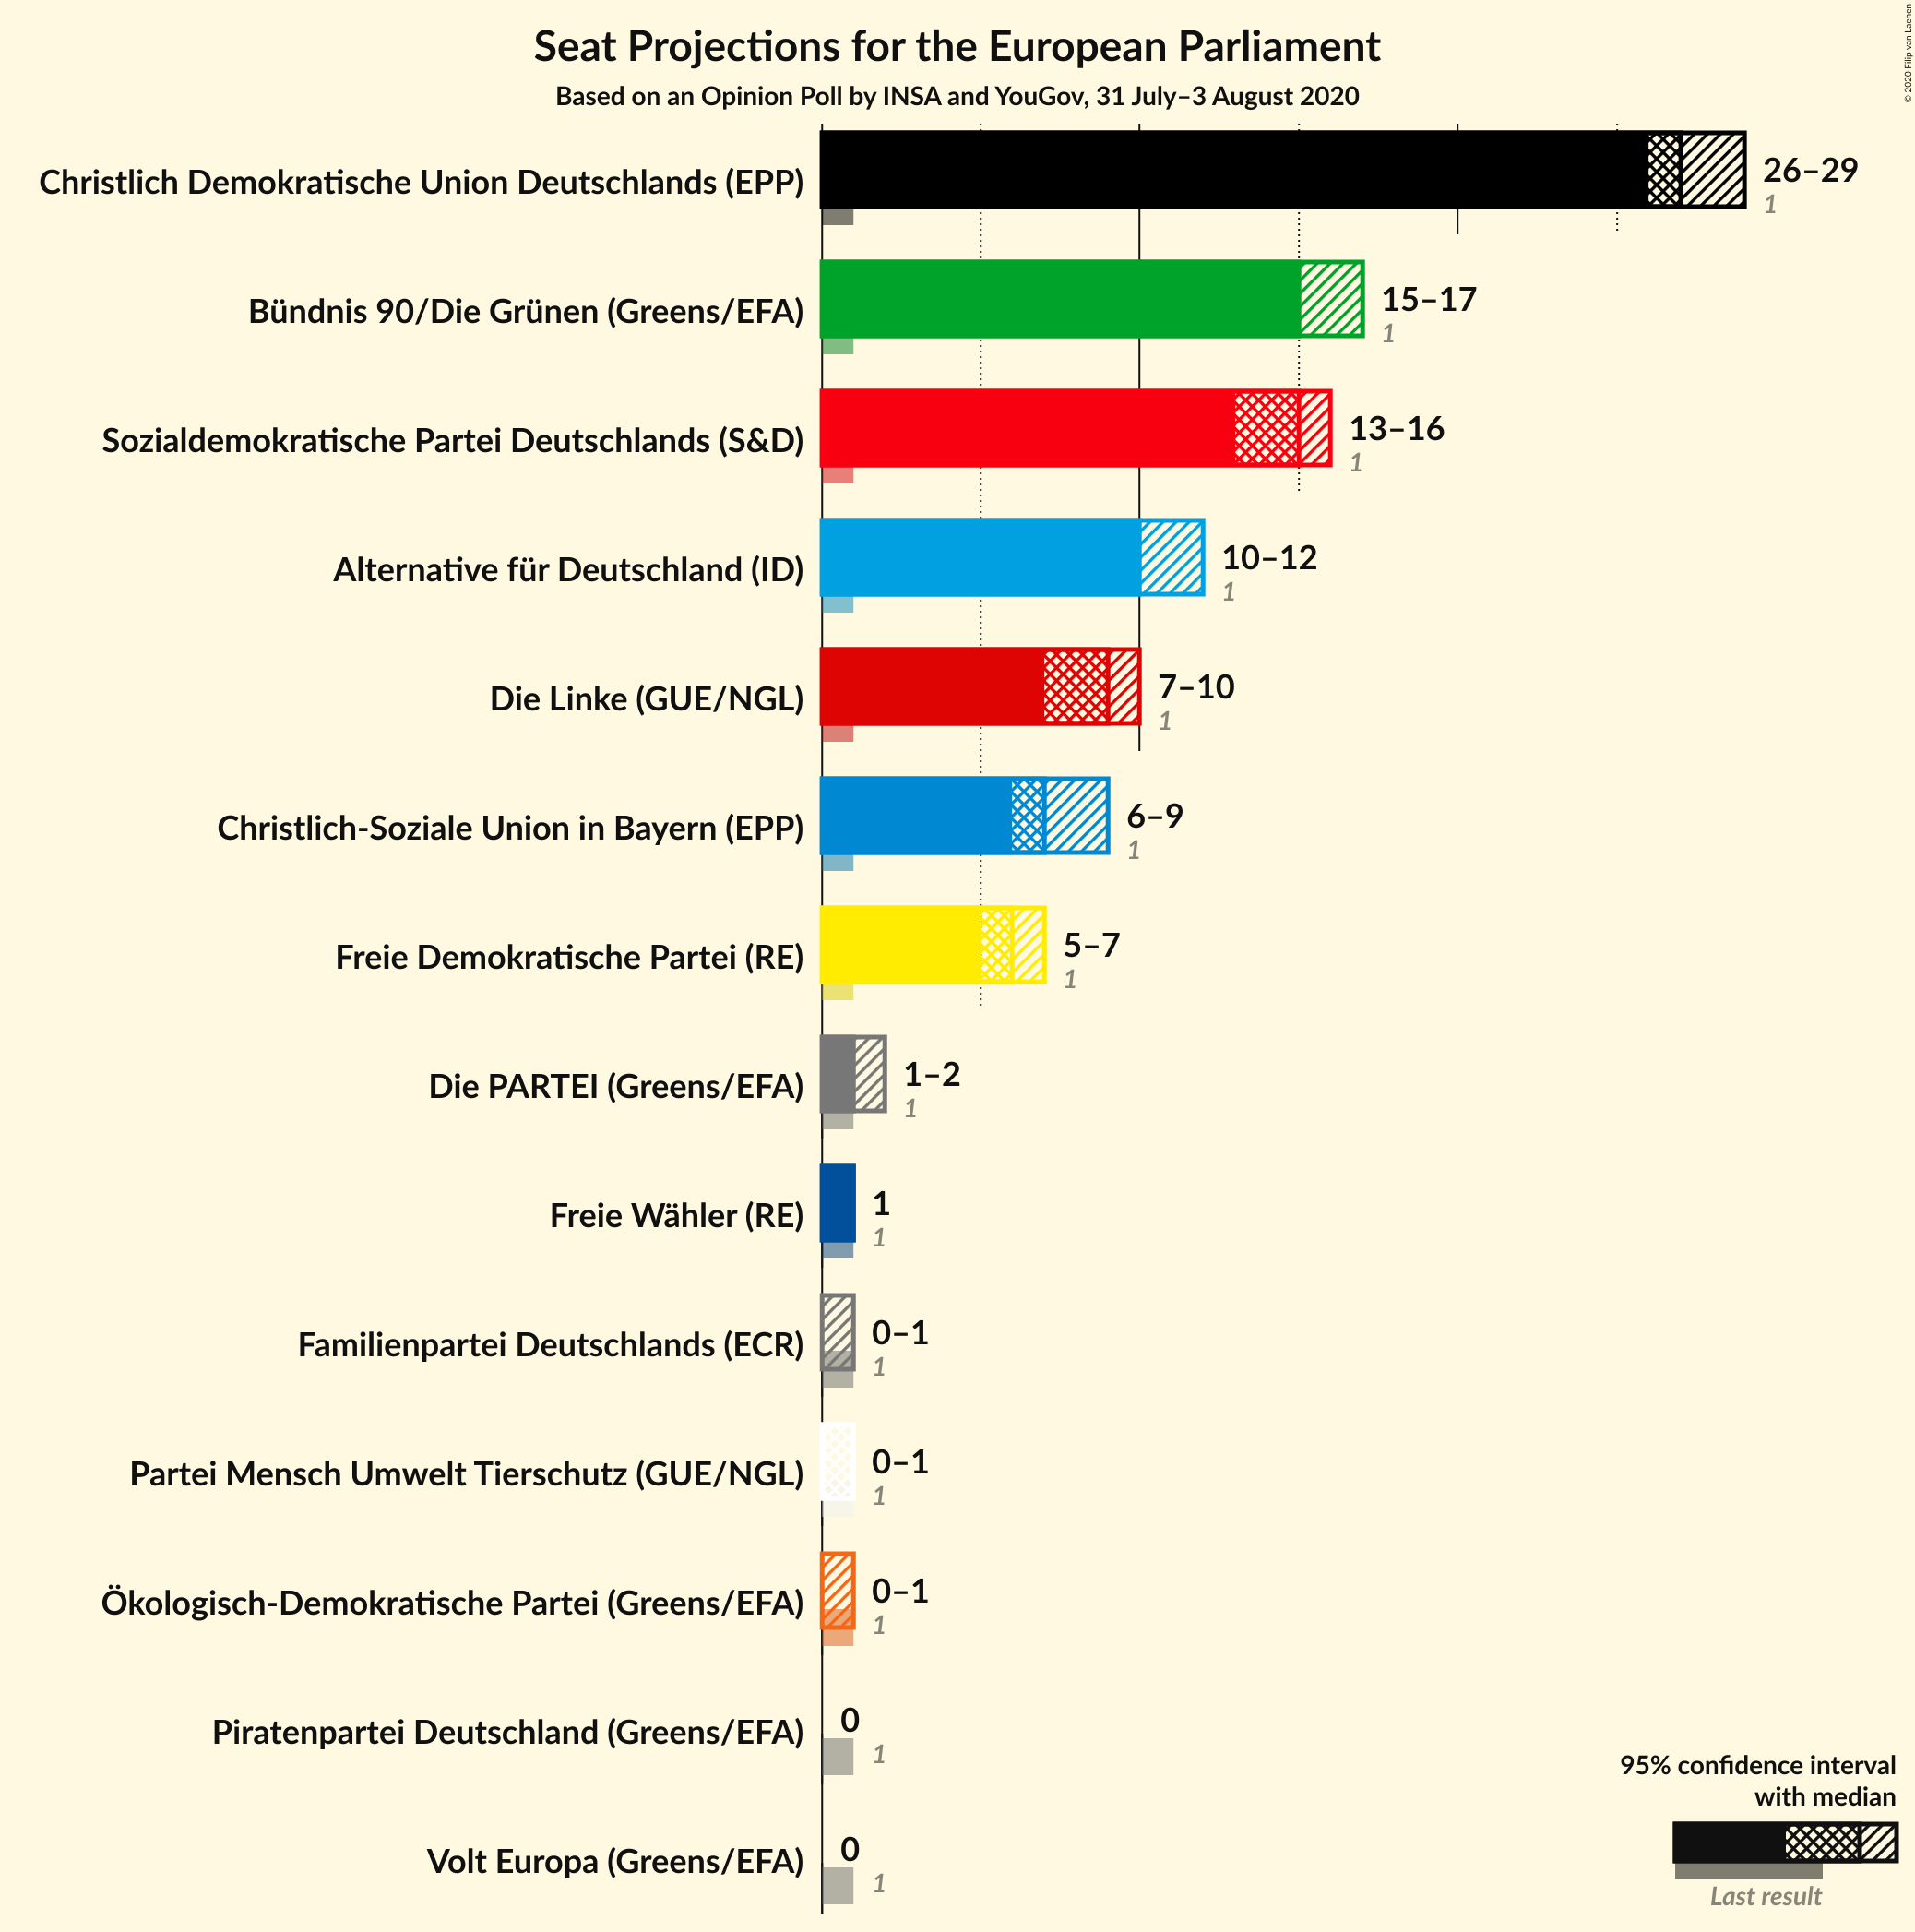 Seat Projections for the European Parliament
Based on an Opinion Poll by INSA and YouGov, 31 July–3 August 2020
© 2020 Filip van Laenen
Christlich Demokratische Union Deutschlands (EPP)
26–29
1
Bündnis 90/Die Grünen (Greens/EFA)
15–17
1
Sozialdemokratische Partei Deutschlands (S&D)
13–16
1
Alternative für Deutschland (ID)
10–12
1
Die Linke (GUE/NGL)
7–10
1
Christlich-Soziale Union in Bayern (EPP)
6–9
1
Freie Demokratische Partei (RE)
5–7
1
Die PARTEI (Greens/EFA)
1–2
1
Freie Wähler (RE)
1
1
Familienpartei Deutschlands (ECR)
0–1
1
Partei Mensch Umwelt Tierschutz (GUE/NGL)
0–1
1
Ökologisch-Demokratische Partei (Greens/EFA)
0–1
1
Piratenpartei Deutschland (Greens/EFA)
0
1
Volt Europa (Greens/EFA)
0
1
95% confidence interval
with median
Last result